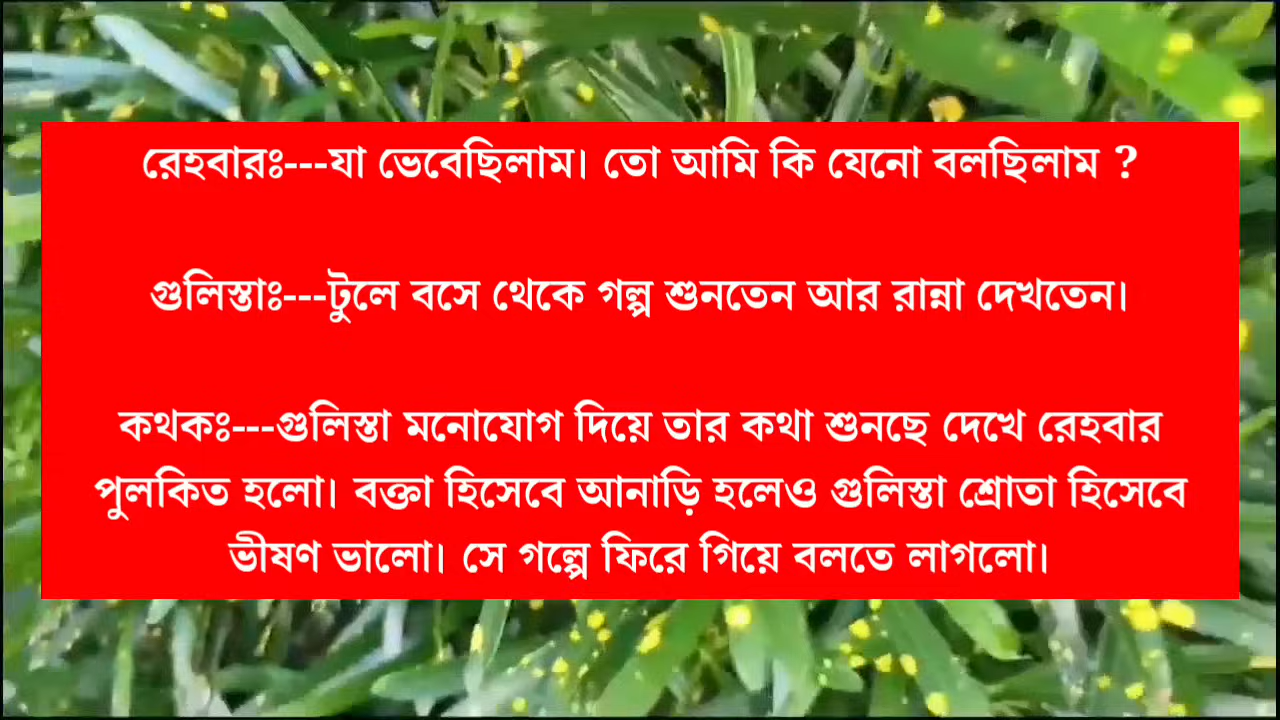 রেহবারঃ---যা ভেবেছিলাম। তো আমি কি যেনো বলছিলাম ?
গুলিস্তাঃ---টুলে বসে থেকে গল্প শুনতেন আর রান্না দেখতেন।
কথকঃ---গুলিস্তা মনোযোগ দিয়ে তার কথা শুনছে দেখে রেহবার
পুলকিত হলো। বক্তা হিসেবে আনাড়ি হলেও গুলিস্তা শ্রোতা হিসেবে
ভীষণ ভালো। সে গল্পে ফিরে গিয়ে বলতে লাগলো।